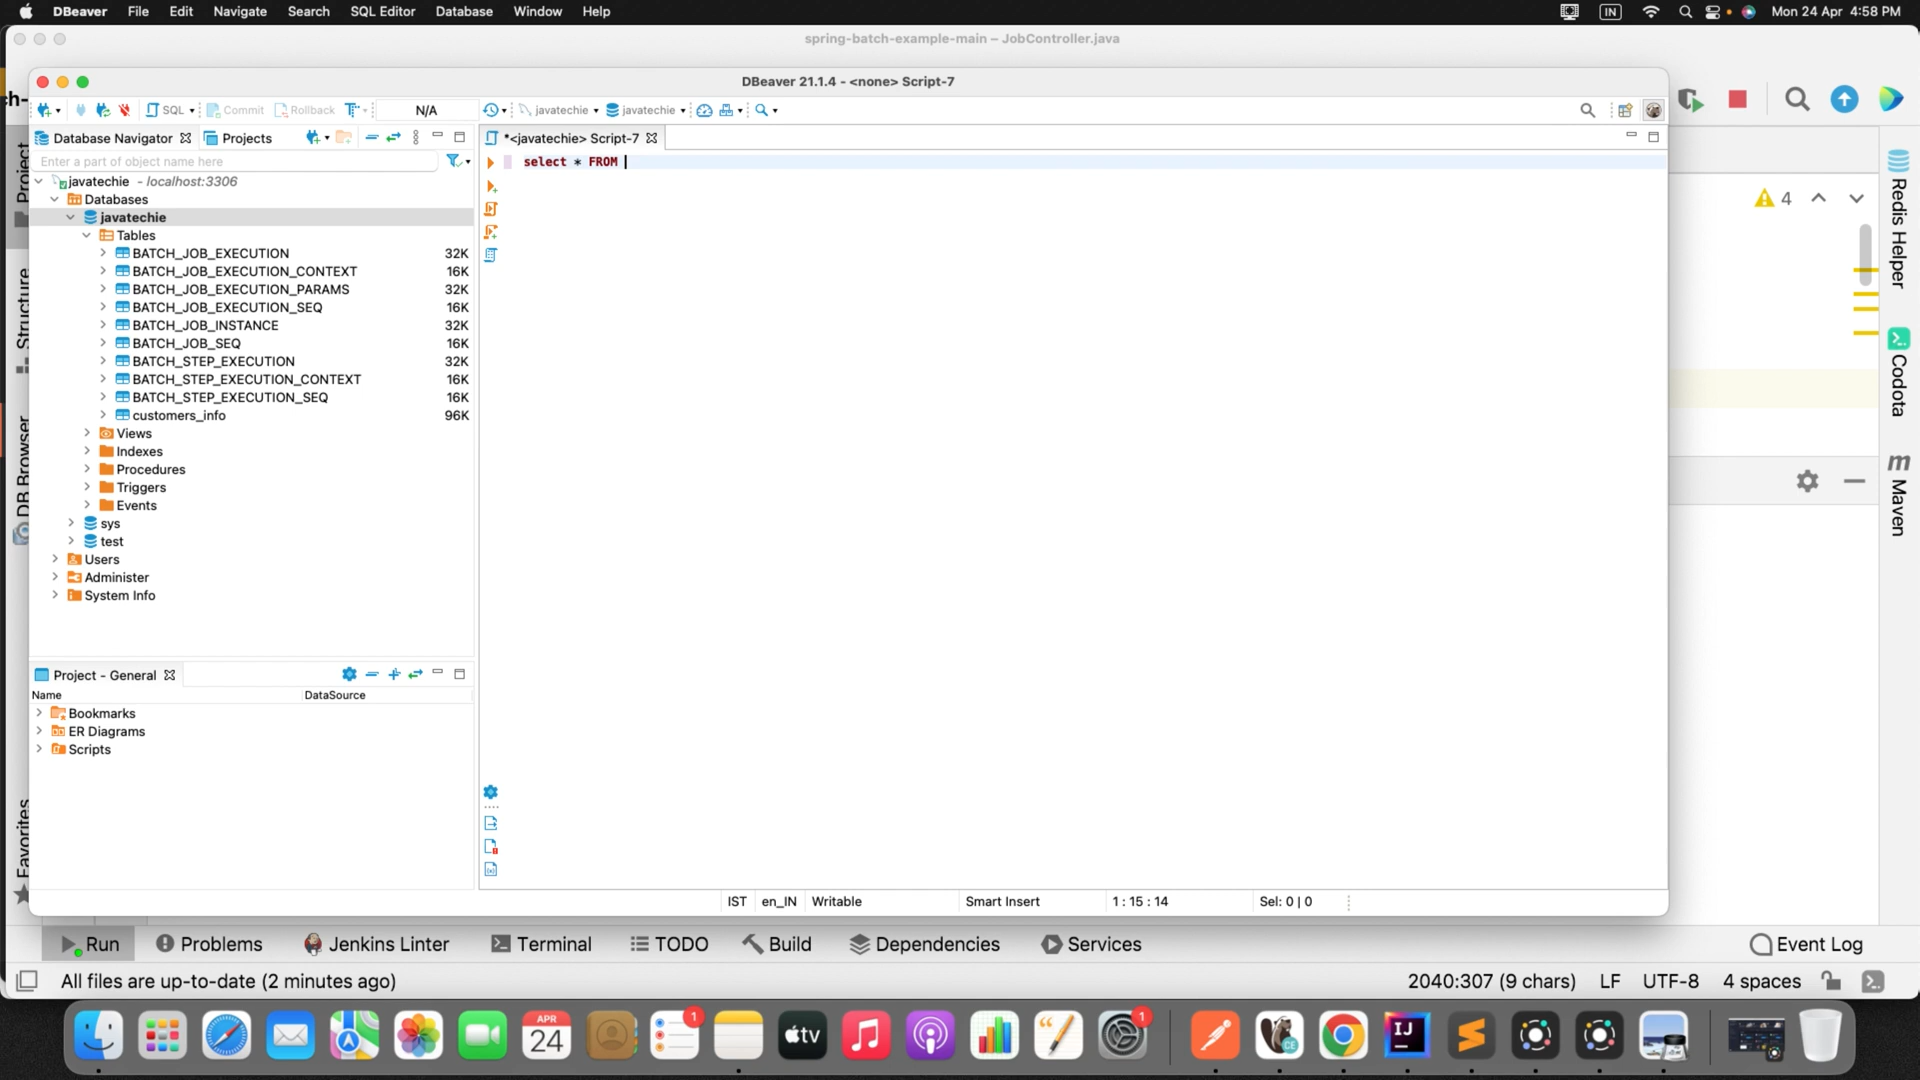 DBeaver File Edit Navigate Search SQL Editor Database Window Help IN Mon 24 Apr 4:58 PM
spring-batch-example-main – JobController.java
DBeaver 21.1.4 - <none> Script-7
ch-
SQL Commit Rollback N/A javatechie javatechie
Database Navigator Projects
*<javatechie> Script-7
Enter a part of object name here
select * FROM
javatechie - localhost:3306
Databases
javatechie
Tables
BATCH_JOB_EXECUTION 32K
BATCH_JOB_EXECUTION_CONTEXT 16K
BATCH_JOB_EXECUTION_PARAMS 32K
BATCH_JOB_EXECUTION_SEQ 16K
BATCH_JOB_INSTANCE 32K
BATCH_JOB_SEQ 16K
BATCH_STEP_EXECUTION 32K
BATCH_STEP_EXECUTION_CONTEXT 16K
BATCH_STEP_EXECUTION_SEQ 16K
customers_info 96K
Views
Indexes
Procedures
Triggers
Events
sys
test
Users
Administer
System Info
Project - General
Name DataSource
Bookmarks
ER Diagrams
Scripts
IST en_IN Writable Smart Insert 1 : 15 : 14 Sel: 0 | 0
Project
Structure
DB Browser
Favorites
4
Redis Helper
Codota
m Maven
Run Problems Jenkins Linter Terminal TODO Build Dependencies Services Event Log
All files are up-to-date (2 minutes ago) 2040:307 (9 chars) LF UTF-8 4 spaces
APR
24
1
tv
1
CE
IJ